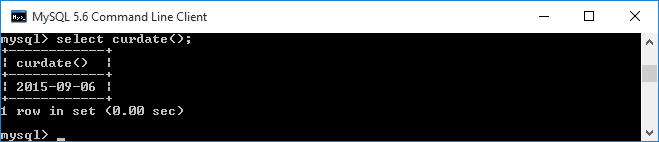 MySQL 5.6 Command Line Client
mysql> select curdate();
+------------+
¦ curdate()  ¦
+------------+
¦ 2015-09-06 ¦
+------------+
1 row in set (0.00 sec)
mysql> _